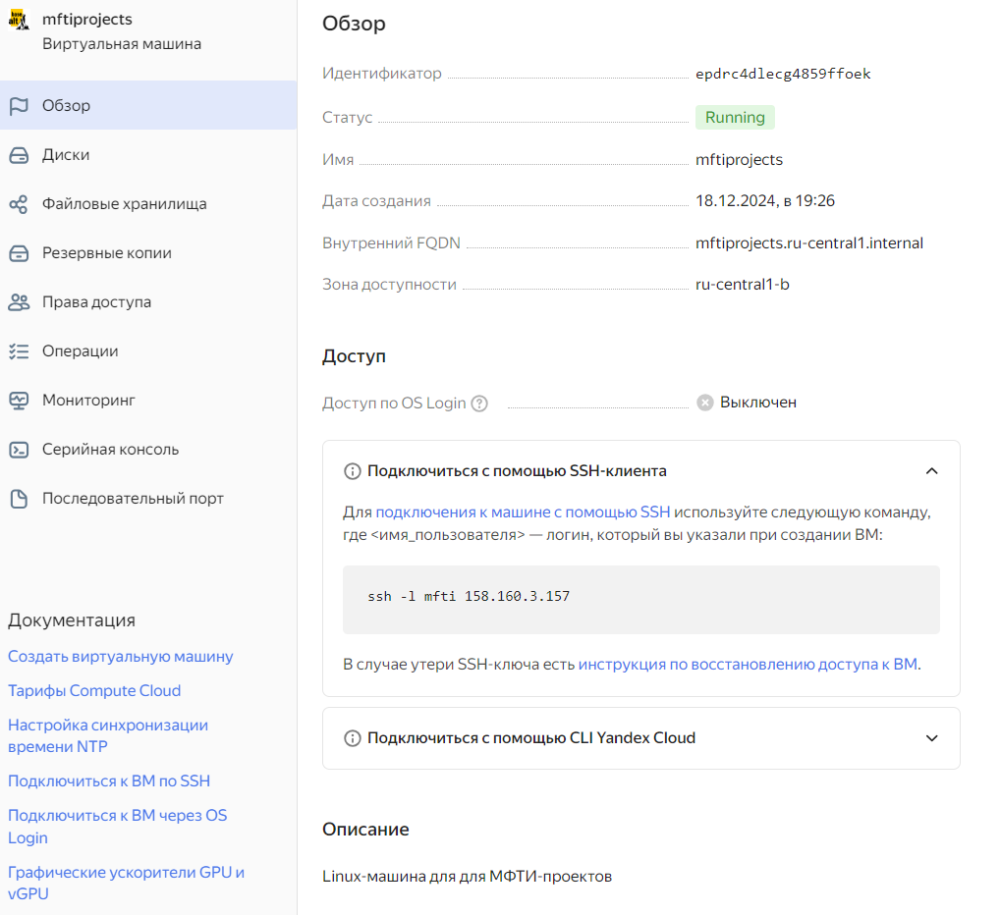 mftiprojects
Виртуальная машина
Обзор
Диски
Файловые хранилища
Резервные копии
Права доступа
Операции
Мониторинг
Серийная консоль
Последовательный порт
Документация
Создать виртуальную машину
Тарифы Compute Cloud
Настройка синхронизации
времени NTP
Подключиться к ВМ по SSH
Подключиться к ВМ через OS
Login
Графические ускорители GPU и
vGPU
Обзор
Идентификатор epdrc4dlecg4859ffoek
Статус Running
Имя mftiprojects
Дата создания 18.12.2024, в 19:26
Внутренний FQDN mftiprojects.ru-central1.internal
Зона доступности ru-central1-b
Доступ
Доступ по OS Login Выключен
Подключиться с помощью SSH-клиента
Для подключения к машине с помощью SSH используйте следующую команду,
где <имя_пользователя> — логин, который вы указали при создании ВМ:
ssh -l mfti 158.160.3.157
В случае утери SSH-ключа есть инструкция по восстановлению доступа к ВМ.
Подключиться с помощью CLI Yandex Cloud
Описание
Linux-машина для для МФТИ-проектов